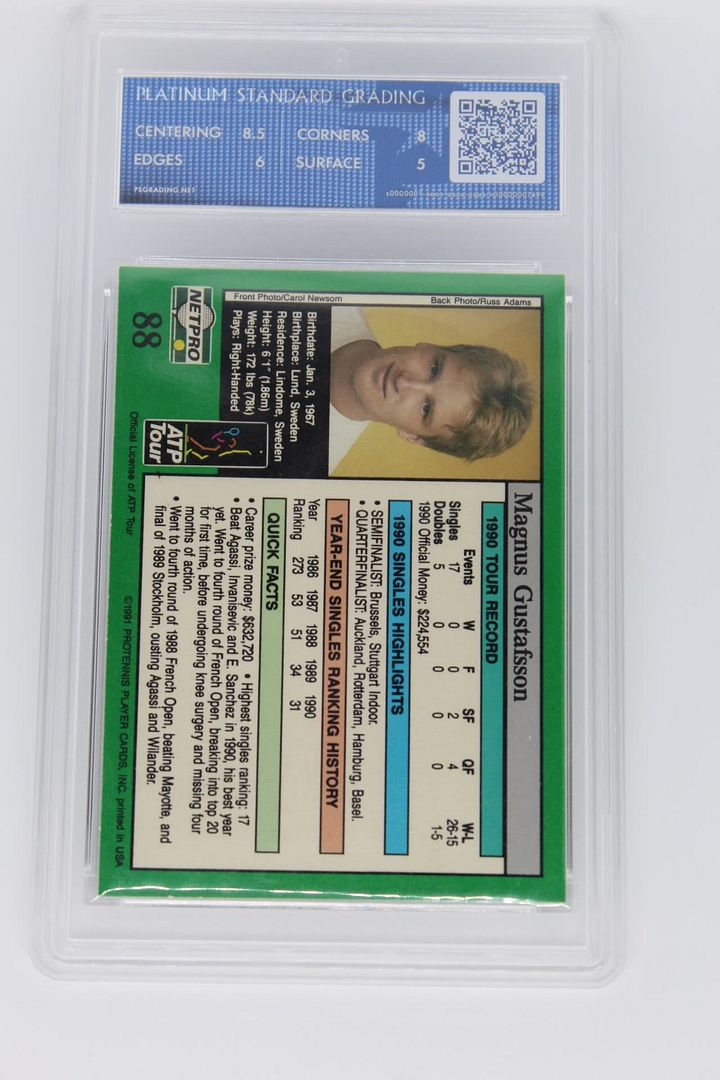 PLATINUM STANDARD GRADING
CENTERING 8.5 CORNERS 8
EDGES 6 SURFACE 5
PSGRADING.NET
Front Photo/Carol Newsom Back Photo/Russ Adams
Birthdate: Jan. 3, 1967
Birthplace: Lund, Sweden
Residence: Lindome, Sweden
Height: 6'1" (1.86m)
Weight: 172 lbs (78k)
Plays: Right-Handed
NETPRO
88
ATP
Tour
Official License of ATP Tour
Magnus Gustafsson
1990 TOUR RECORD
Events W F SF QF W-L
Singles 17 0 0 2 4 26-15
Doubles 5 0 0 0 0 1-5
1990 Official Money: $224,554
1990 SINGLES HIGHLIGHTS
• SEMIFINALIST: Brussels, Stuttgart Indoor.
• QUARTERFINALIST: Auckland, Rotterdam, Hamburg, Basel.
YEAR-END SINGLES RANKING HISTORY
Year 1986 1987 1988 1989 1990
Ranking 273 53 51 34 31
QUICK FACTS
• Career prize money: $632,720 • Highest singles ranking: 17
• Beat Agassi, Ivanisevic and E. Sanchez in 1990, his best year
yet. Went to fourth round of French Open, breaking into top 20
for first time, before undergoing knee surgery and missing four
months of action.
• Went to fourth round of 1988 French Open, beating Mayotte, and
final of 1989 Stockholm, ousting Agassi and Wilander.
©1991 PROTENNIS PLAYER CARDS, INC. printed in USA